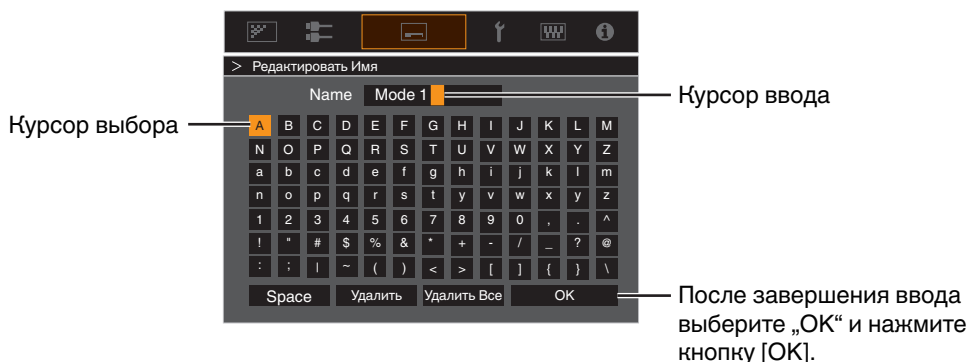 > Редактировать Имя
Name Mode 1
Курсор ввода
Курсор выбора
A B C D E F G H I J K L M
N O P Q R S T U V W X Y Z
a b c d e f g h i j k l m
n o p q r s t y v w x y z
1 2 3 4 5 6 7 8 9 0 , . ^
! " # $ % & * + - / _ ? @
: ; | ~ ( ) < > [ ] { } \
Space Удалить Удалить Все OK
После завершения ввода
выберите „OK“ и нажмите
кнопку [OK].